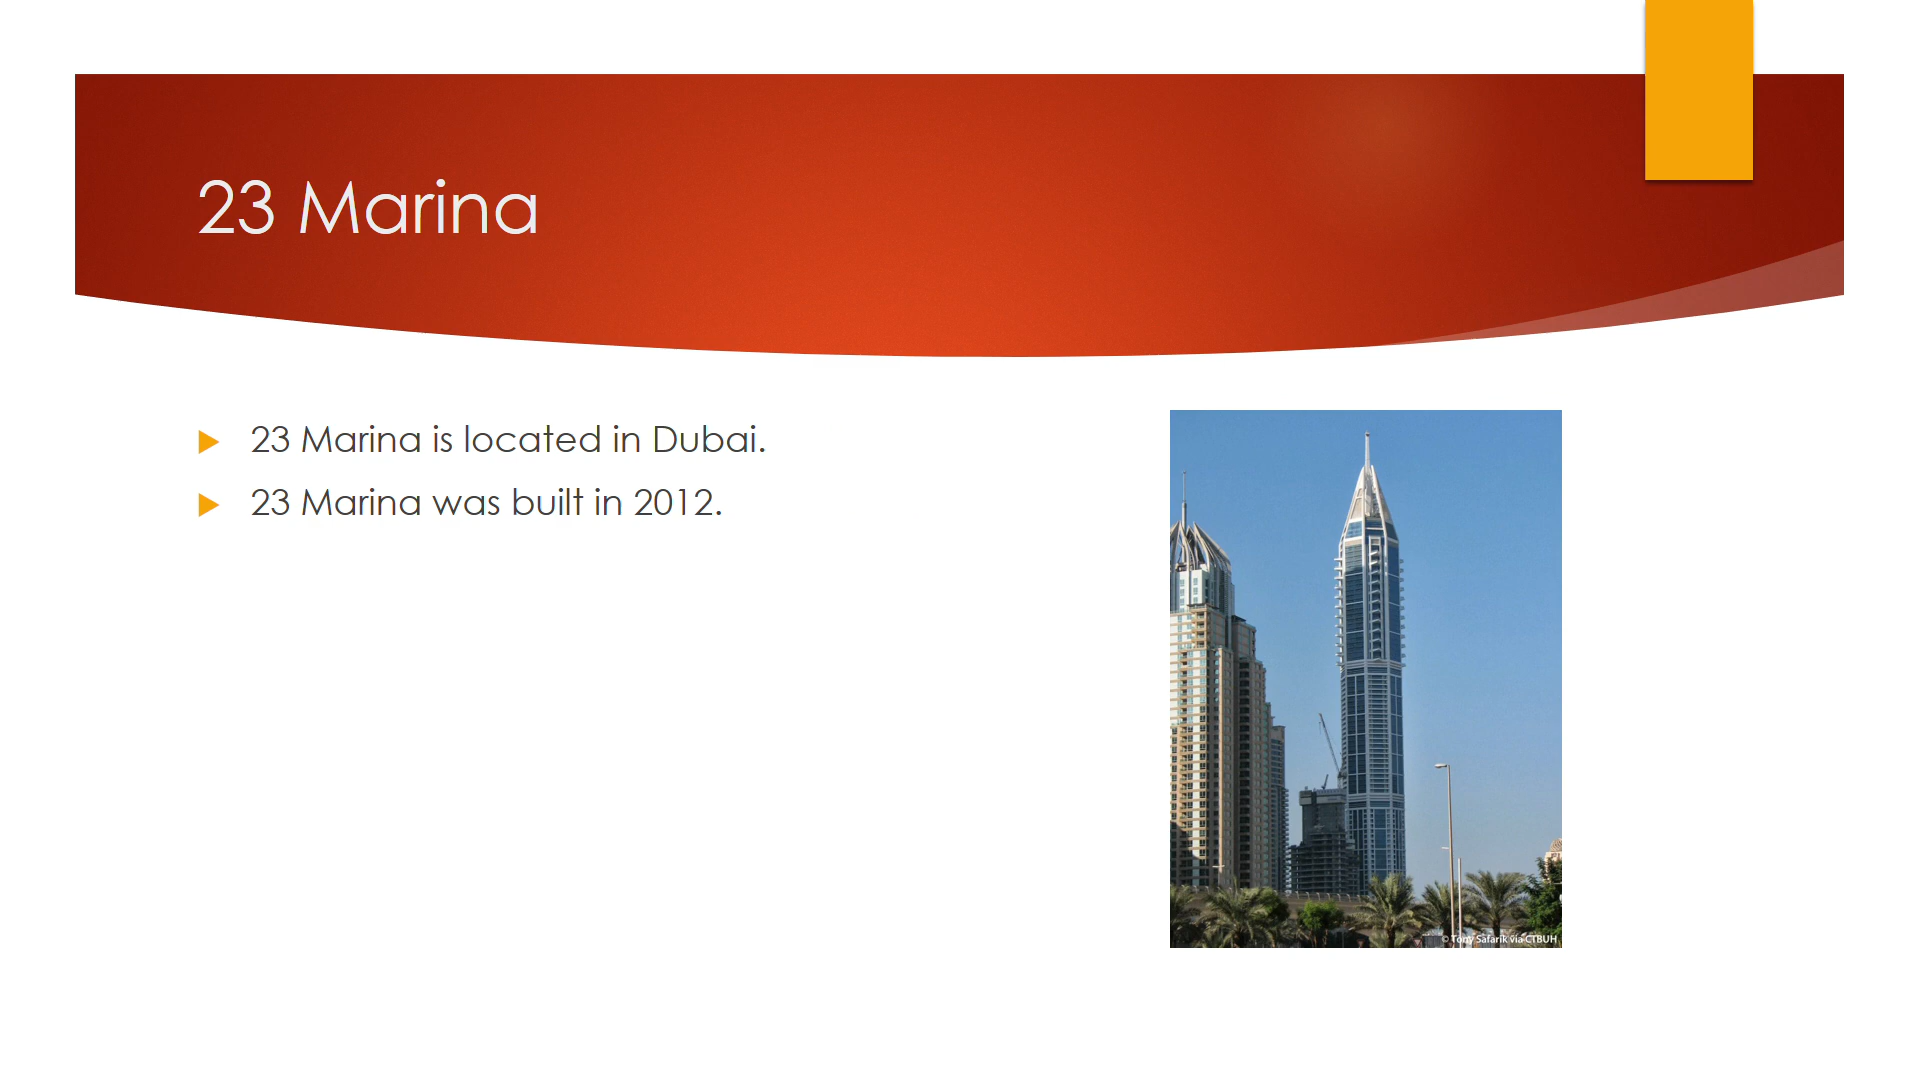 23 Marina
23 Marina is located in Dubai.
23 Marina was built in 2012.
© Tony Safarik via CTBUH